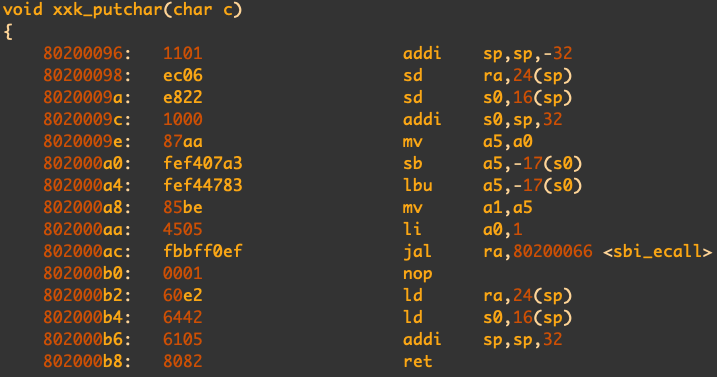 void xxk_putchar(char c)
{
80200096: 1101 addi sp,sp,-32
80200098: ec06 sd ra,24(sp)
8020009a: e822 sd s0,16(sp)
8020009c: 1000 addi s0,sp,32
8020009e: 87aa mv a5,a0
802000a0: fef407a3 sb a5,-17(s0)
802000a4: fef44783 lbu a5,-17(s0)
802000a8: 85be mv a1,a5
802000aa: 4505 li a0,1
802000ac: fbbff0ef jal ra,80200066 <sbi_ecall>
802000b0: 0001 nop
802000b2: 60e2 ld ra,24(sp)
802000b4: 6442 ld s0,16(sp)
802000b6: 6105 addi sp,sp,32
802000b8: 8082 ret